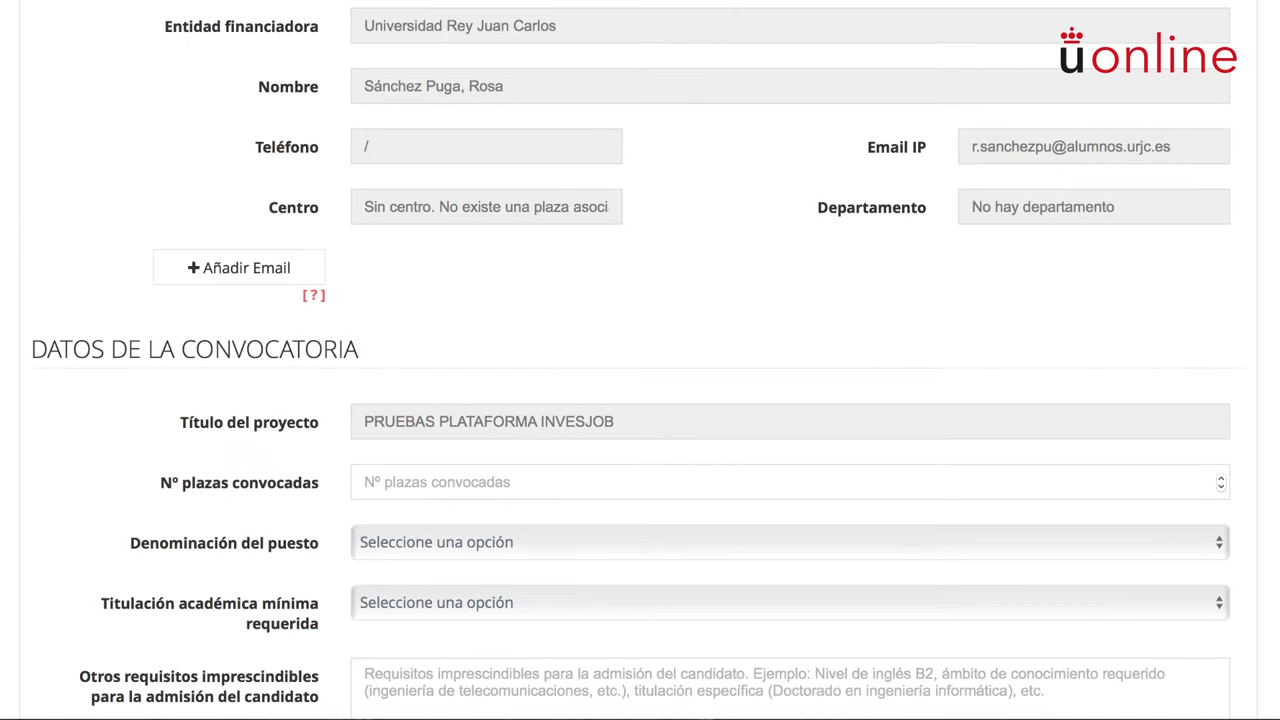 Entidad financiadora
Universidad Rey Juan Carlos
uonline
Nombre
Sánchez Puga, Rosa
Teléfono
/
Email IP
r.sanchezpu@alumnos.urjc.es
Centro
Sin centro. No existe una plaza asoci
Departamento
No hay departamento
+ Añadir Email
[ ? ]
DATOS DE LA CONVOCATORIA
Título del proyecto
PRUEBAS PLATAFORMA INVESJOB
Nº plazas convocadas
Nº plazas convocadas
Denominación del puesto
Seleccione una opción
Titulación académica mínima
requerida
Seleccione una opción
Otros requisitos imprescindibles
para la admisión del candidato
Requisitos imprescindibles para la admisión del candidato. Ejemplo: Nivel de inglés B2, ámbito de conocimiento requerido
(ingeniería de telecomunicaciones, etc.), titulación específica (Doctorado en ingeniería informática), etc.